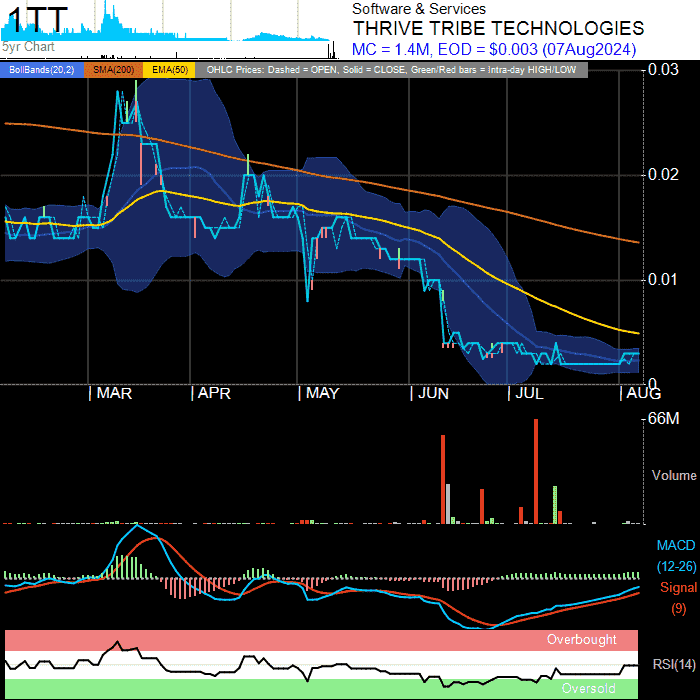 1TT
5yr Chart
Software & Services
THRIVE TRIBE TECHNOLOGIES
MC = 1.4M, EOD = $0.003 (07Aug2024)
BollBands(20,2) SMA(200) EMA(50) OHLC Prices: Dashed = OPEN, Solid = CLOSE, Green/Red bars = Intra-day HIGH/LOW
0.03
0.02
0.01
0
| MAR | APR | MAY | JUN | JUL | AUG
66M
Volume
MACD
(12-26)
Signal
(9)
Overbought
RSI(14)
Oversold